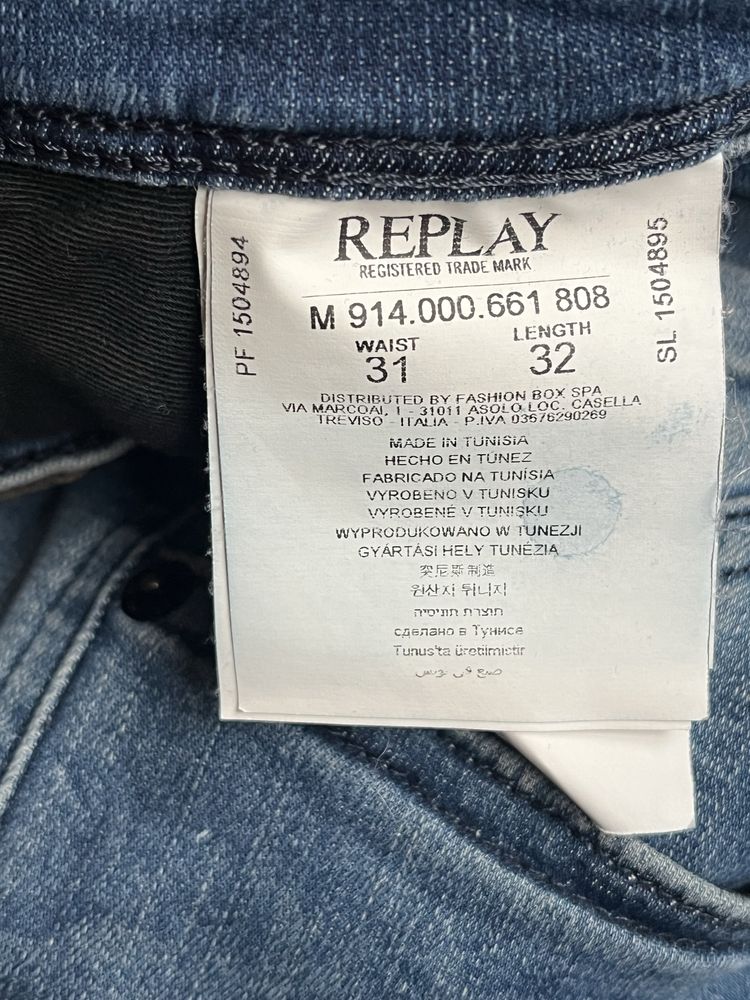 REPLAY
REGISTERED TRADE MARK
M 914.000.661 808
WAIST LENGTH
31 32
PF 1504894
SL 1504895
DISTRIBUTED BY FASHION BOX SPA
VIA MARCOAI, 1 - 31011 ASOLO LOC. CASELLA
TREVISO - ITALIA - P.IVA 03676290269
MADE IN TUNISIA
HECHO EN TÚNEZ
FABRICADO NA TUNÍSIA
VYROBENO V TUNISKU
VYROBENÉ V TUNISKU
WYPRODUKOWANO W TUNEZJI
GYÁRTÁSI HELY TUNÉZIA
突尼斯制造
원산지 튀니지
תוצרת תוניסיה
сделано в Тунисе
Tunus'ta üretilmistir
صنع في تونس